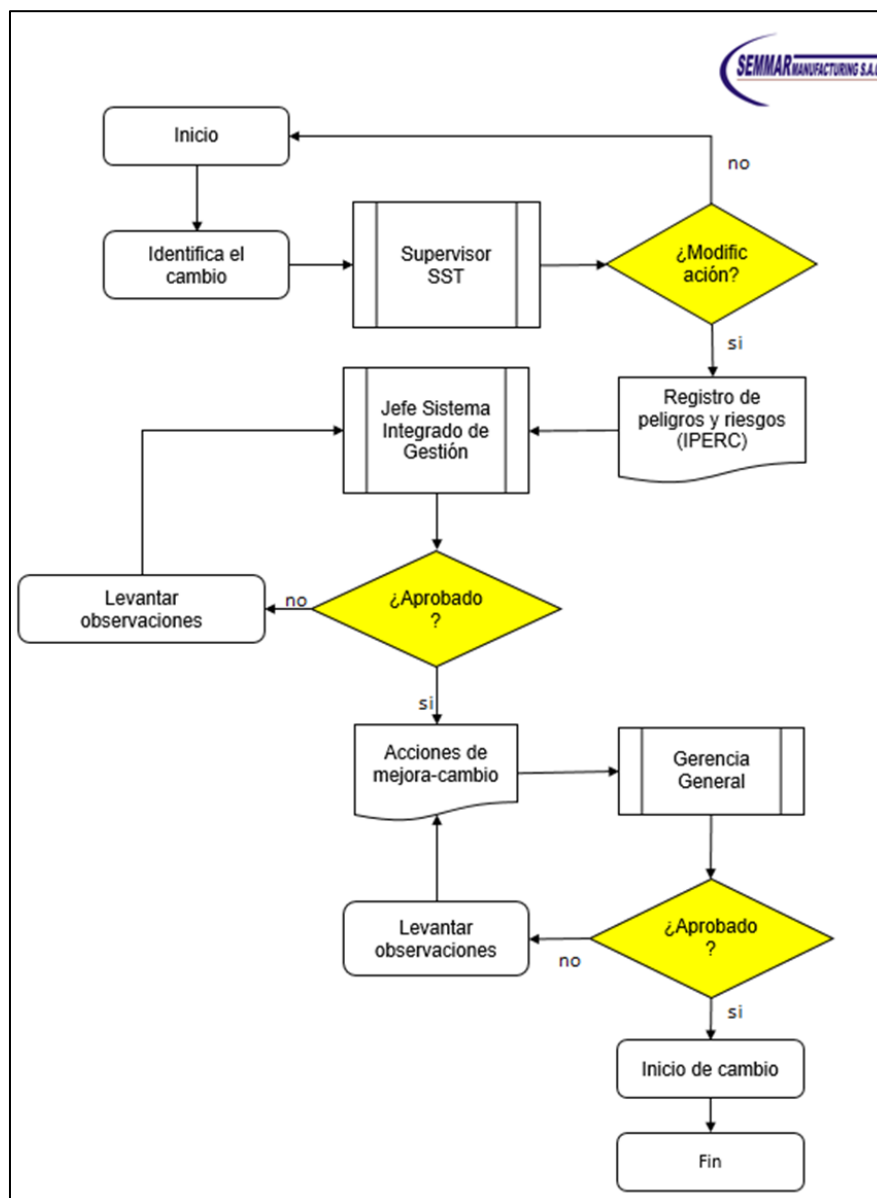 SEMMAR MANUFACTURING S.A.C
Inicio
no
Identifica el
cambio
Supervisor
SST
¿Modific
ación?
si
Jefe Sistema
Integrado de
Gestión
Registro de
peligros y riesgos
(IPERC)
Levantar
observaciones
no
¿Aprobado
?
si
Acciones de
mejora-cambio
Gerencia
General
Levantar
observaciones
no
¿Aprobado
?
si
Inicio de cambio
Fin